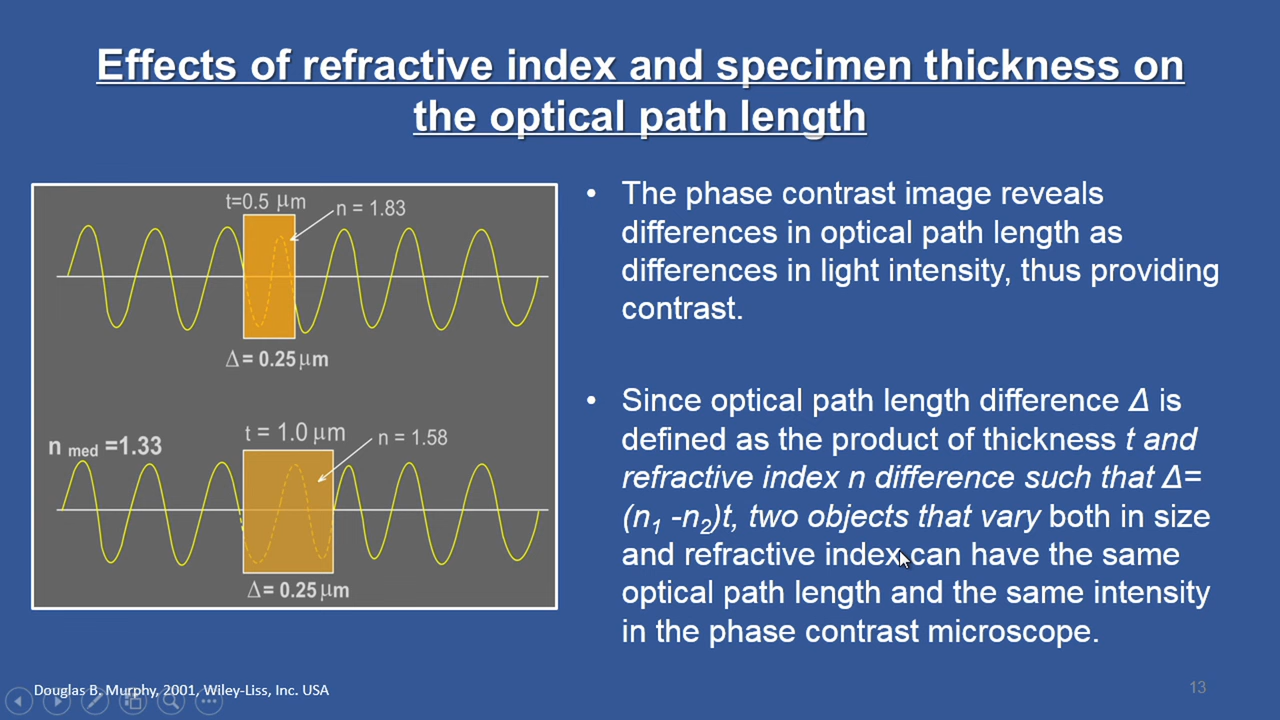 Effects of refractive index and specimen thickness on
the optical path length
t=0.5 μm
n = 1.83
Δ = 0.25 μm
n med =1.33
t = 1.0 μm
n = 1.58
Δ = 0.25 μm
• The phase contrast image reveals
differences in optical path length as
differences in light intensity, thus providing
contrast.
• Since optical path length difference Δ is
defined as the product of thickness t and
refractive index n difference such that Δ=
(n1 -n2)t, two objects that vary both in size
and refractive index can have the same
optical path length and the same intensity
in the phase contrast microscope.
Douglas B. Murphy, 2001, Wiley-Liss, Inc. USA
13